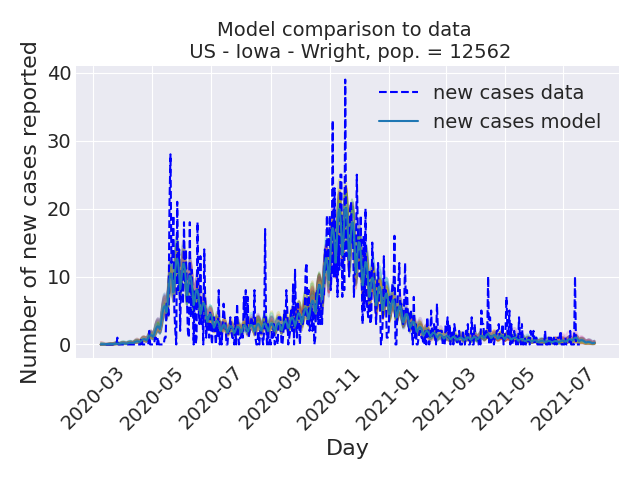 Model comparison to data
US - Iowa - Wright, pop. = 12562
Number of new cases reported
40
30
20
10
0
new cases data
new cases model
2020-03
2020-05
2020-07
2020-09
2020-11
2021-01
2021-03
2021-05
2021-07
Day